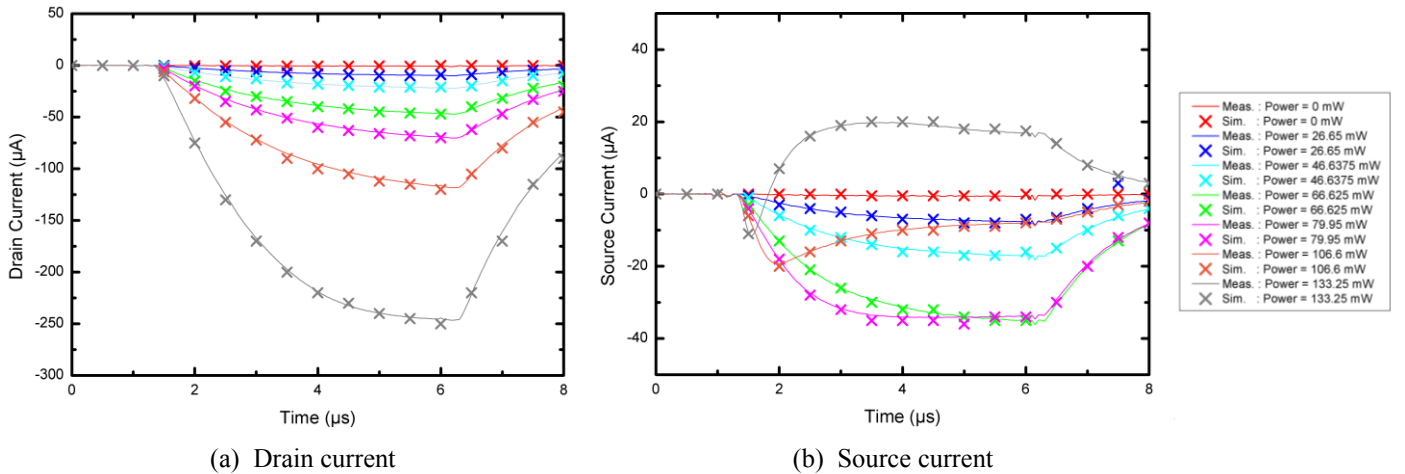 50
0
-50
-100
-150
-200
-250
-300
Drain Current (µA)
0
2
4
6
8
Time (µs)
(a) Drain current
40
20
0
-20
-40
Source Current (µA)
0
2
4
6
8
Time (µs)
(b) Source current
Meas. : Power = 0 mW
Sim. : Power = 0 mW
Meas. : Power = 26.65 mW
Sim. : Power = 26.65 mW
Meas. : Power = 46.6375 mW
Sim. : Power = 46.6375 mW
Meas. : Power = 66.625 mW
Sim. : Power = 66.625 mW
Meas. : Power = 79.95 mW
Sim. : Power = 79.95 mW
Meas. : Power = 106.6 mW
Sim. : Power = 106.6 mW
Meas. : Power = 133.25 mW
Sim. : Power = 133.25 mW